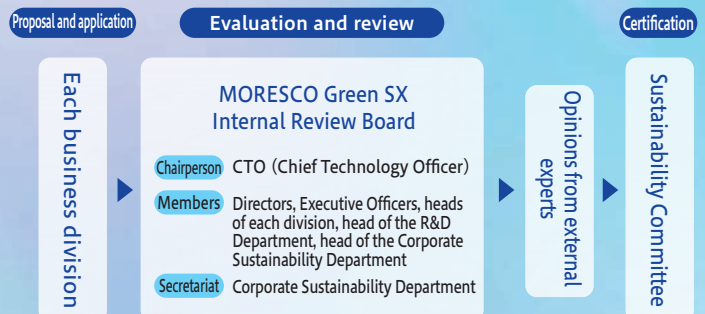 Proposal and application
Evaluation and review
Certification
Each business division
MORESCO Green SX
Internal Review Board
Chairperson CTO (Chief Technology Officer)
Members Directors, Executive Officers, heads
of each division, head of the R&D
Department, head of the Corporate
Sustainability Department
Secretariat Corporate Sustainability Department
Opinions from external
experts
Sustainability Committee